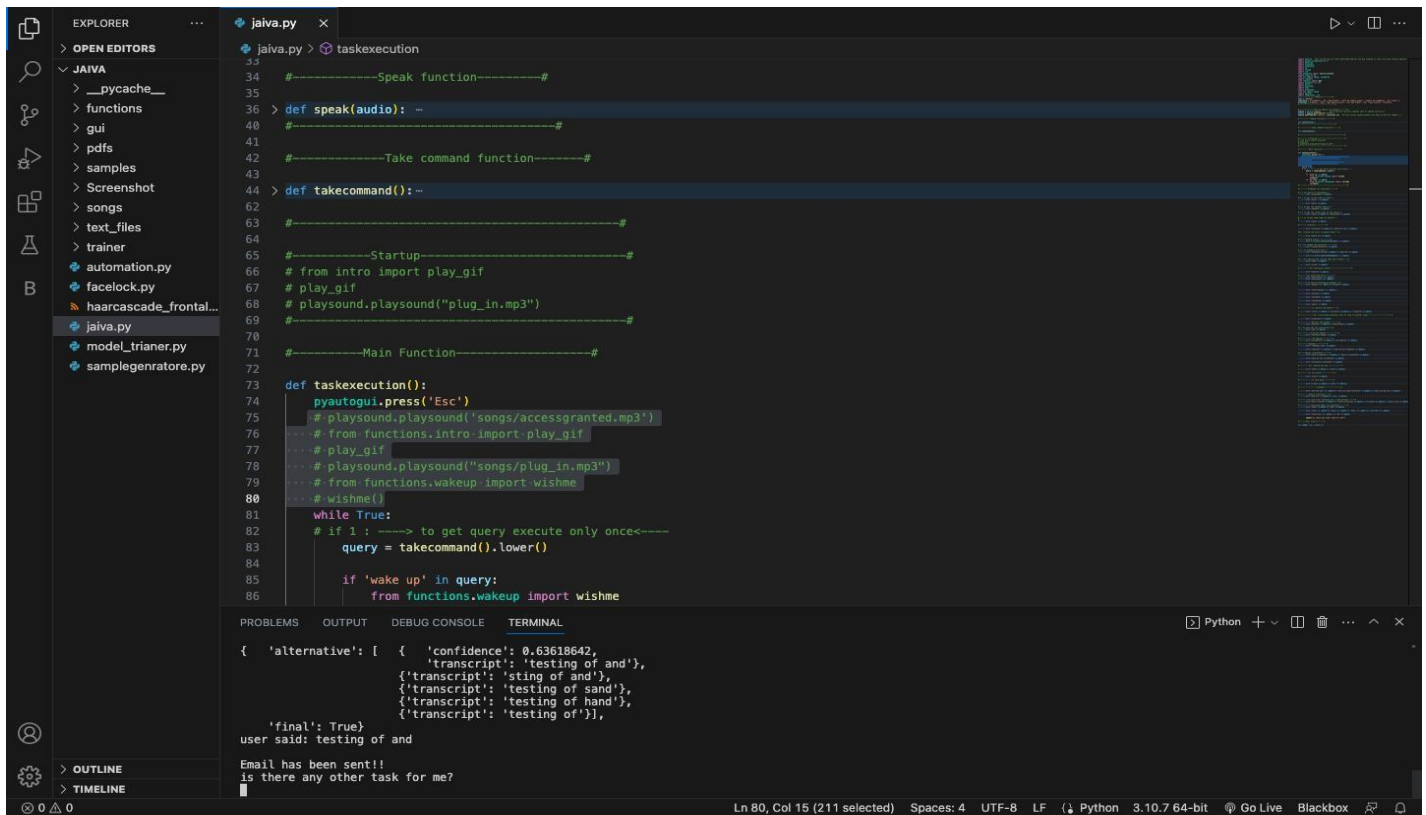 EXPLORER ···
> OPEN EDITORS
JAIVA
> __pycache__
> functions
> gui
> pdfs
> samples
> Screenshot
> songs
> text_files
> trainer
automation.py
facelock.py
haarcascade_frontal...
jaiva.py
model_trianer.py
samplegenratore.py
> OUTLINE
> TIMELINE
B
jaiva.py ×
jaiva.py > taskexecution
33
34 #------------Speak function---------#
35
36 > def speak(audio): ···
40 #-------------------------------------#
41
42 #-------------Take command function-------#
43
44 > def takecommand():···
62
63 #----------------------------------------------#
64
65 #-----------Startup-----------------------------#
66 # from intro import play_gif
67 # play_gif
68 # playsound.playsound("plug_in.mp3")
69 #-----------------------------------------------#
70
71 #----------Main Function-------------------#
72
73 def taskexecution():
74 pyautogui.press('Esc')
75 # playsound.playsound('songs/accessgranted.mp3')
76 # from functions.intro import play_gif
77 # play_gif
78 # playsound.playsound("songs/plug_in.mp3")
79 # from functions.wakeup import wishme
80 # wishme()
81 while True:
82 # if 1 : ----> to get query execute only once<----
83 query = takecommand().lower()
84
85 if 'wake up' in query:
86 from functions.wakeup import wishme
PROBLEMS OUTPUT DEBUG CONSOLE TERMINAL
Python
{ 'alternative': [ { 'confidence': 0.63618642,
'transcript': 'testing of and'},
{'transcript': 'sting of and'},
{'transcript': 'testing of sand'},
{'transcript': 'testing of hand'},
{'transcript': 'testing of'}],
'final': True}
user said: testing of and
Email has been sent!!
is there any other task for me?
0 0 Ln 80, Col 15 (211 selected) Spaces: 4 UTF-8 LF Python 3.10.7 64-bit Go Live Blackbox